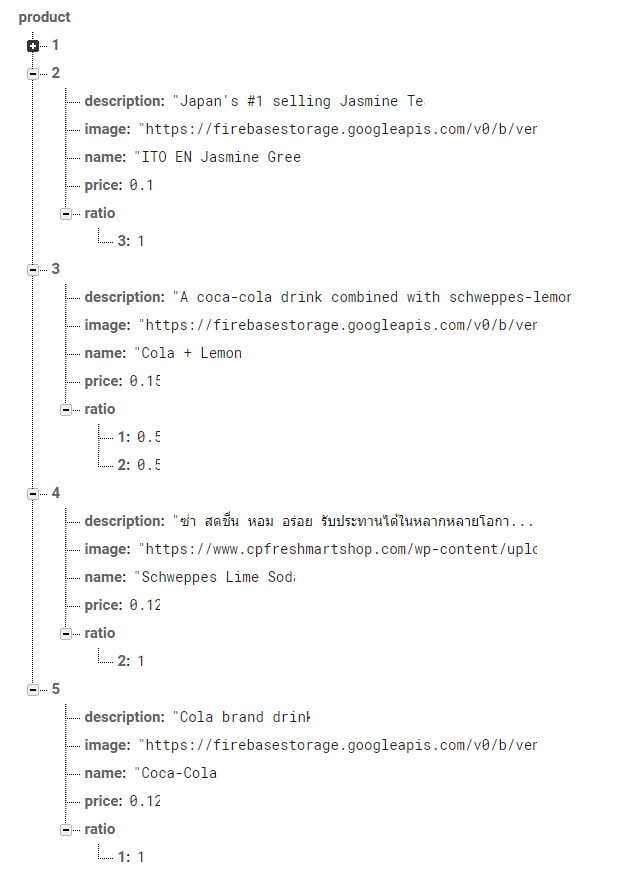 product
1
2
description: "Japan's #1 selling Jasmine Te
image: "https://firebasestorage.googleapis.com/v0/b/ven
name: "ITO EN Jasmine Gree
price: 0.1
ratio
3: 1
3
description: "A coca-cola drink combined with schweppes-lemon
image: "https://firebasestorage.googleapis.com/v0/b/ven
name: "Cola + Lemon
price: 0.15
ratio
1: 0.5
2: 0.5
4
description: "ซ่า สดชื่น หอม อร่อย รับประทานได้ในหลากหลายโอกา...
image: "https://www.cpfreshmartshop.com/wp-content/uplo
name: "Schweppes Lime Soda
price: 0.12
ratio
2: 1
5
description: "Cola brand drink
image: "https://firebasestorage.googleapis.com/v0/b/ven
name: "Coca-Cola
price: 0.12
ratio
1: 1